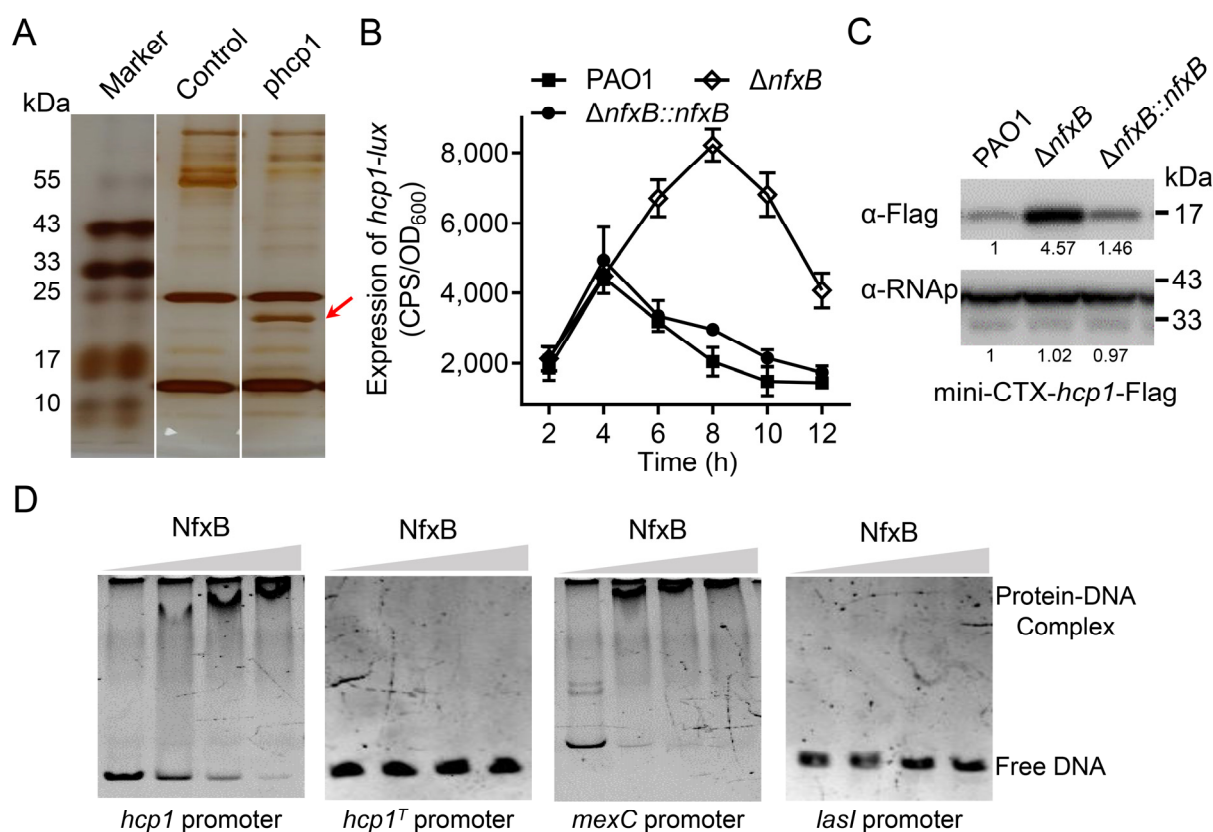 A
Marker
Control
phcp1
kDa
55
43
33
25
17
10
B
PAO1
ΔnfxB
ΔnfxB::nfxB
Expression of hcp1-lux
(CPS/OD600)
8,000
6,000
4,000
2,000
2 4 6 8 10 12
Time (h)
C
PAO1
ΔnfxB
ΔnfxB::nfxB
kDa
α-Flag
17
1 4.57 1.46
α-RNAp
43
33
1 1.02 0.97
mini-CTX-hcp1-Flag
D
NfxB NfxB NfxB NfxB
Protein-DNA
Complex
Free DNA
hcp1 promoter hcp1T promoter mexC promoter lasI promoter